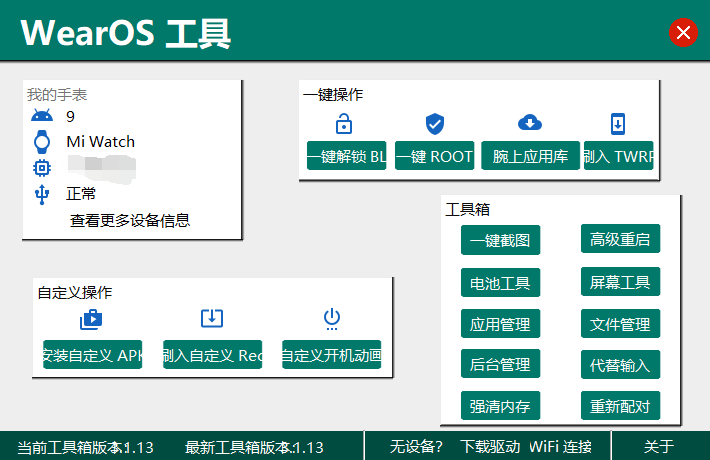 WearOS 工具
我的手表
9
Mi Watch
正常
查看更多设备信息
一键操作
一键解锁 BL
一键 ROOT
腕上应用库
刷入 TWRP
工具箱
一键截图
高级重启
电池工具
屏幕工具
应用管理
文件管理
后台管理
代替输入
强清内存
重新配对
自定义操作
安装自定义 APK
刷入自定义 Rec
自定义开机动画
当前工具箱版本: .1.13
最新工具箱版本: .1.13
无设备?
下载驱动
WiFi 连接
关于